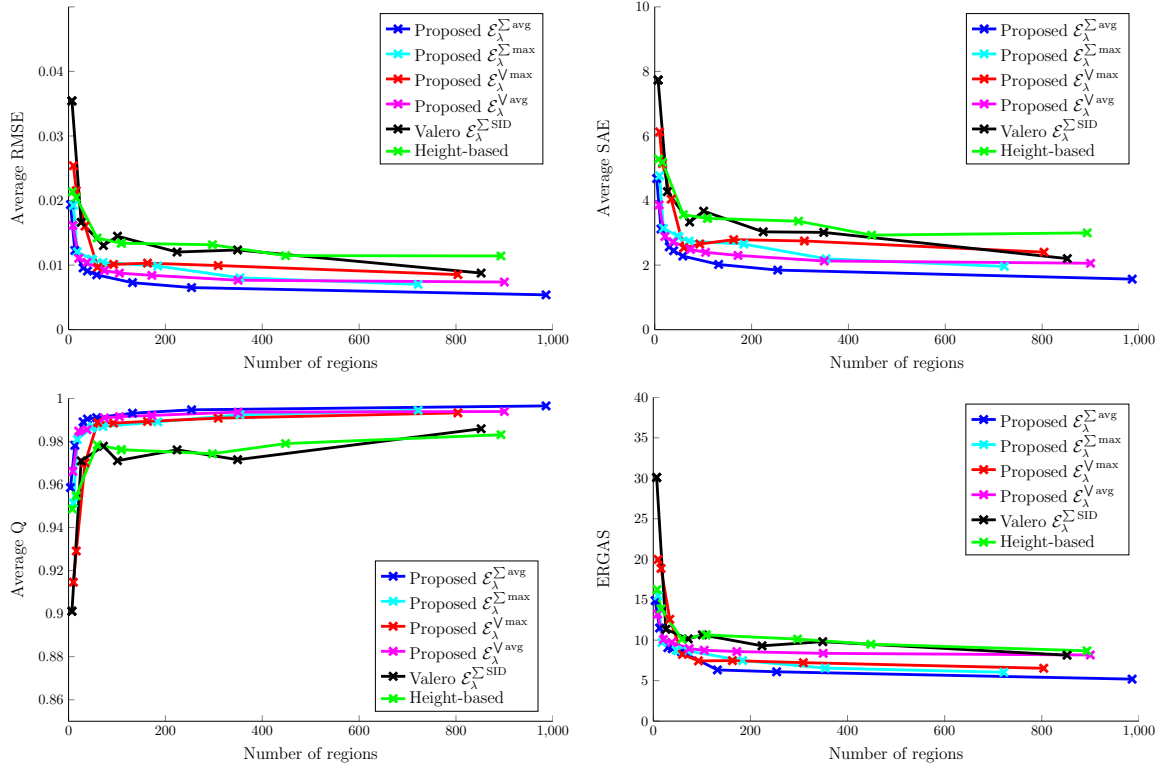 Proposed ℰ_λ^∑ avg
Proposed ℰ_λ^∑ max
Proposed ℰ_λ^⋁ max
Proposed ℰ_λ^⋁ avg
Valero ℰ_λ^∑ SID
Height-based
0.04
0.03
0.02
0.01
0
Average RMSE
0 200 400 600 800 1,000
Number of regions
Proposed ℰ_λ^∑ avg
Proposed ℰ_λ^∑ max
Proposed ℰ_λ^⋁ max
Proposed ℰ_λ^⋁ avg
Valero ℰ_λ^∑ SID
Height-based
10
8
6
4
2
0
Average SAE
0 200 400 600 800 1,000
Number of regions
1
0.98
0.96
0.94
0.92
0.9
0.88
0.86
Average Q
Proposed ℰ_λ^∑ avg
Proposed ℰ_λ^∑ max
Proposed ℰ_λ^⋁ max
Proposed ℰ_λ^⋁ avg
Valero ℰ_λ^∑ SID
Height-based
0 200 400 600 800 1,000
Number of regions
40
35
30
25
20
15
10
5
0
ERGAS
Proposed ℰ_λ^∑ avg
Proposed ℰ_λ^∑ max
Proposed ℰ_λ^⋁ max
Proposed ℰ_λ^⋁ avg
Valero ℰ_λ^∑ SID
Height-based
0 200 400 600 800 1,000
Number of regions